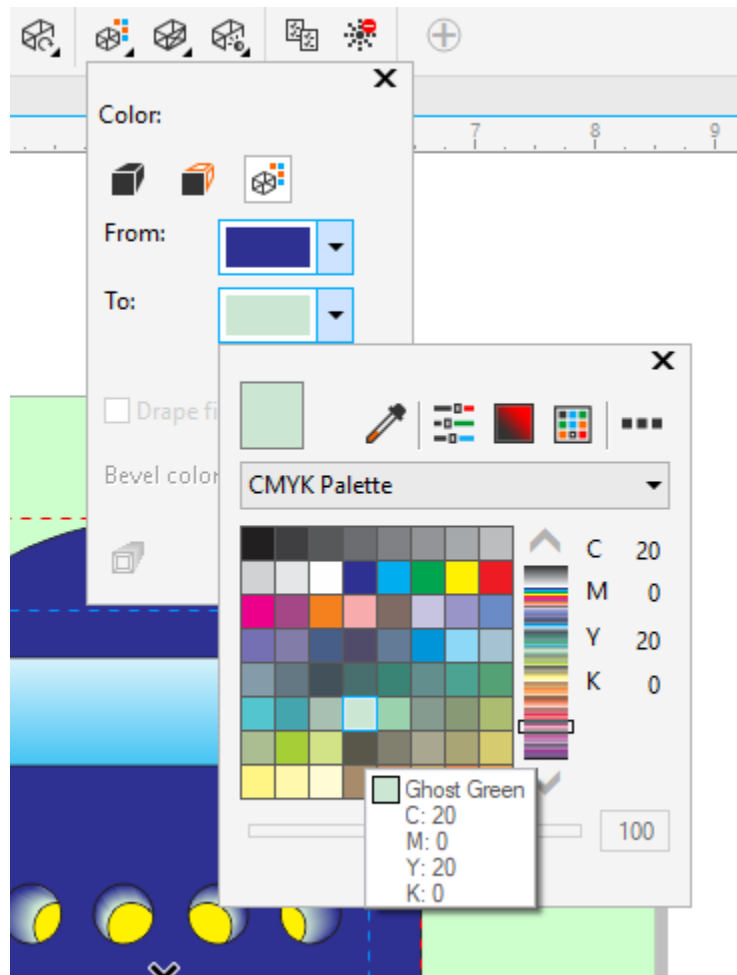 Color:
7 8 9
From:
To:
Drape fi
Bevel color
CMYK Palette
C 20
M 0
Y 20
K 0
Ghost Green
C: 20
M: 0
Y: 20
K: 0
100